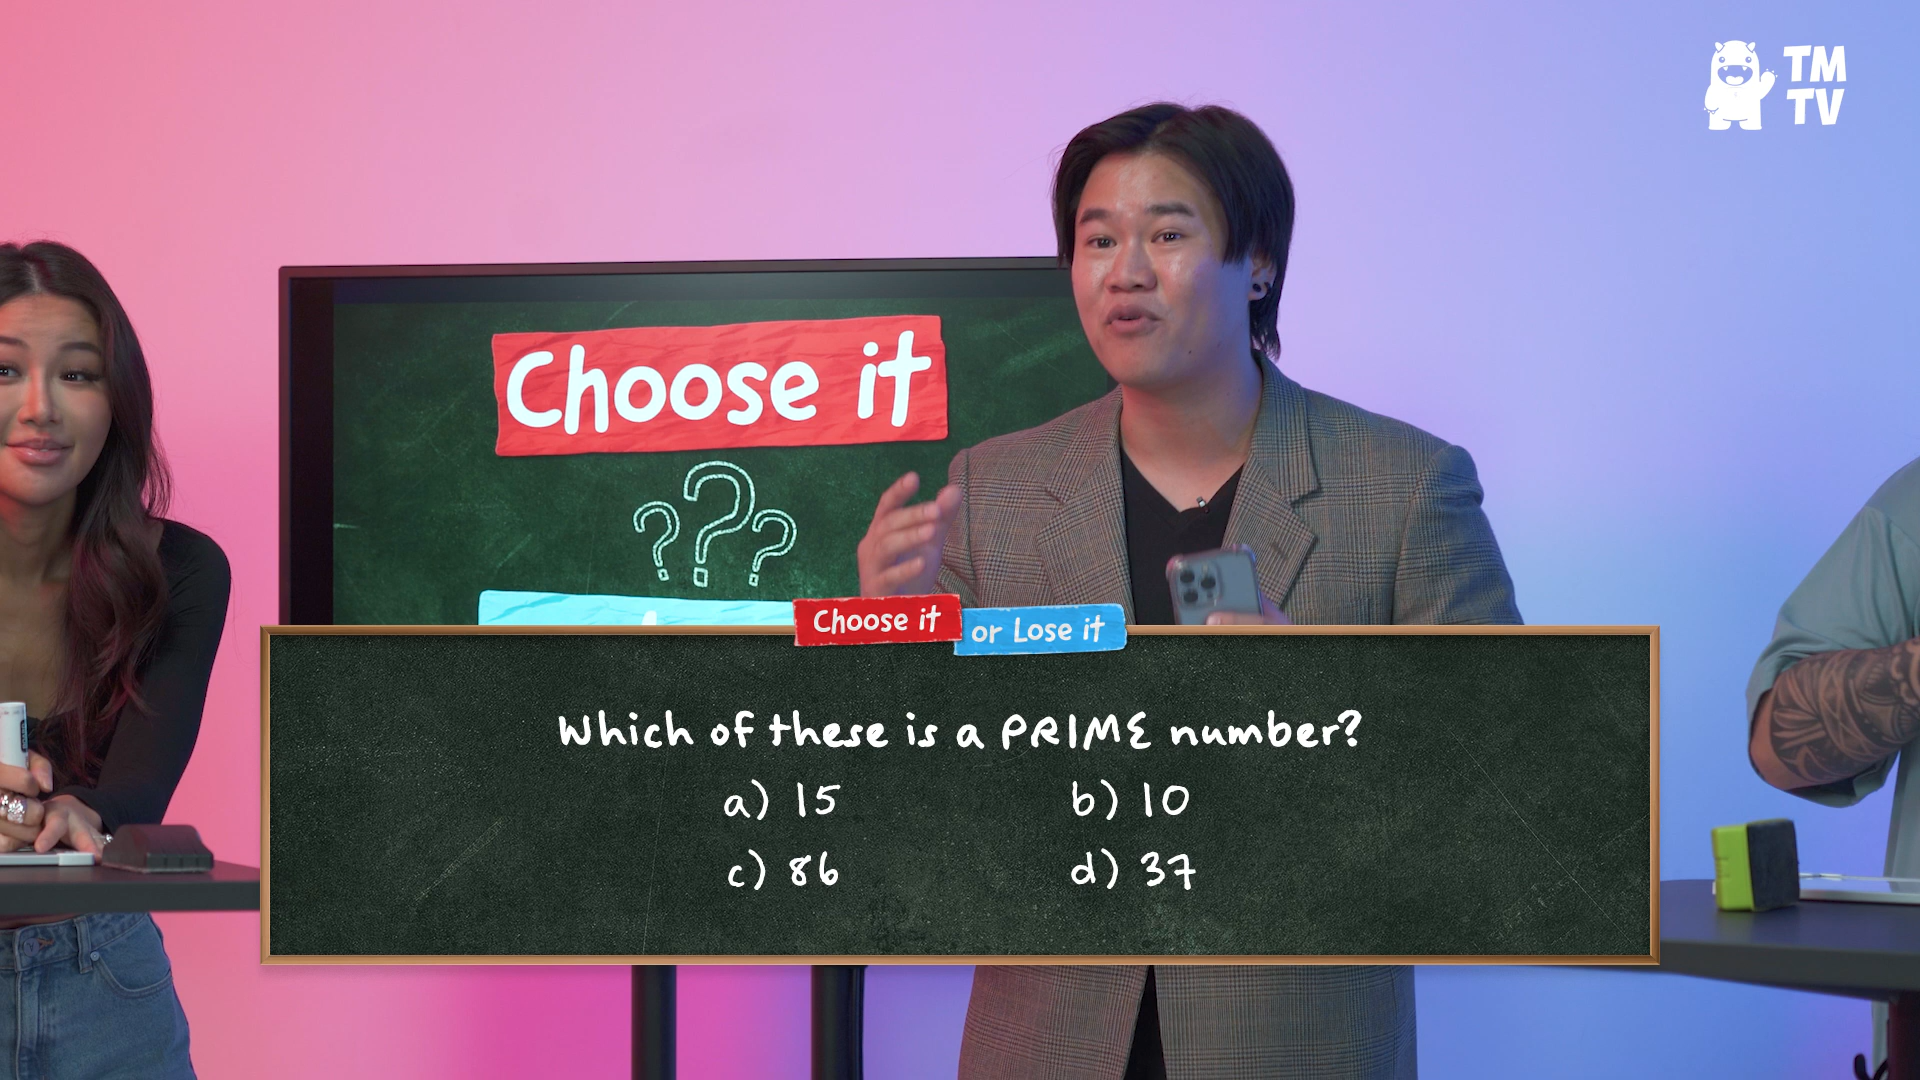 TM
TV
Choose it
???
Choose it or Lose it
Which of these is a PRIME number?
a) 15 b) 10
c) 86 d) 37